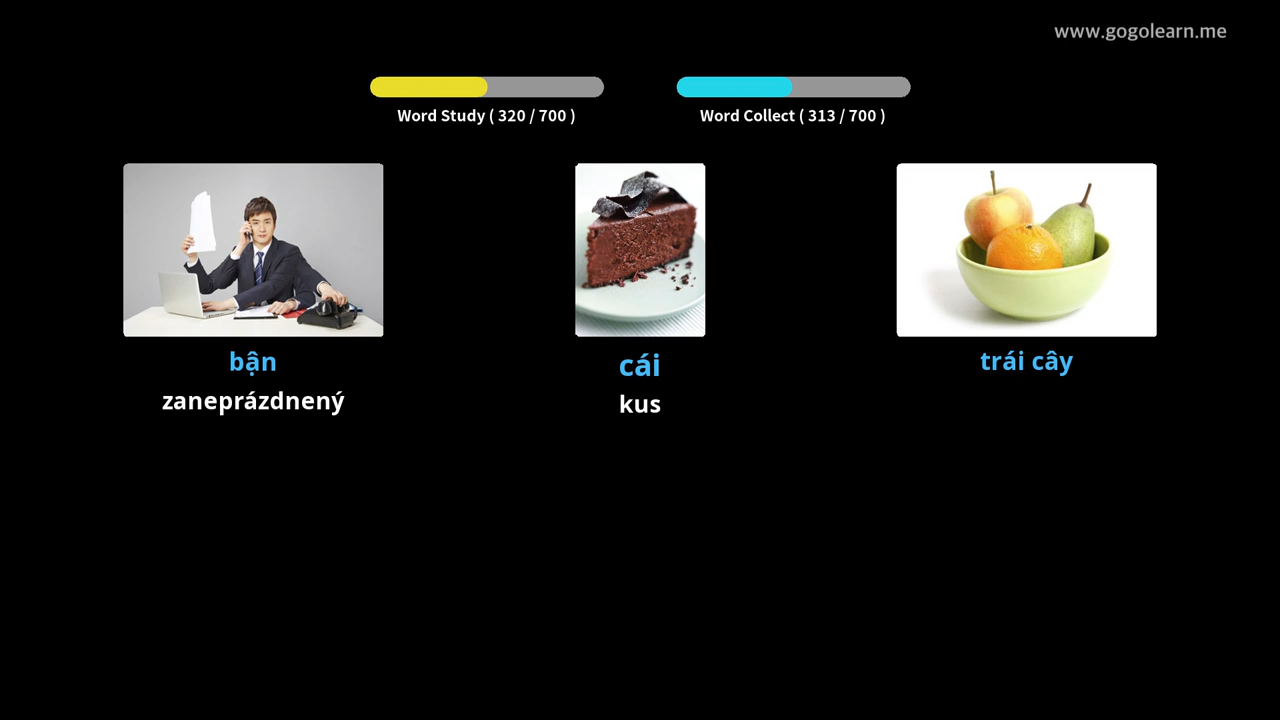 www.gogolearn.me
Word Study ( 320 / 700 )
Word Collect ( 313 / 700 )
bận
cái
trái cây
zaneprázdnený
kus